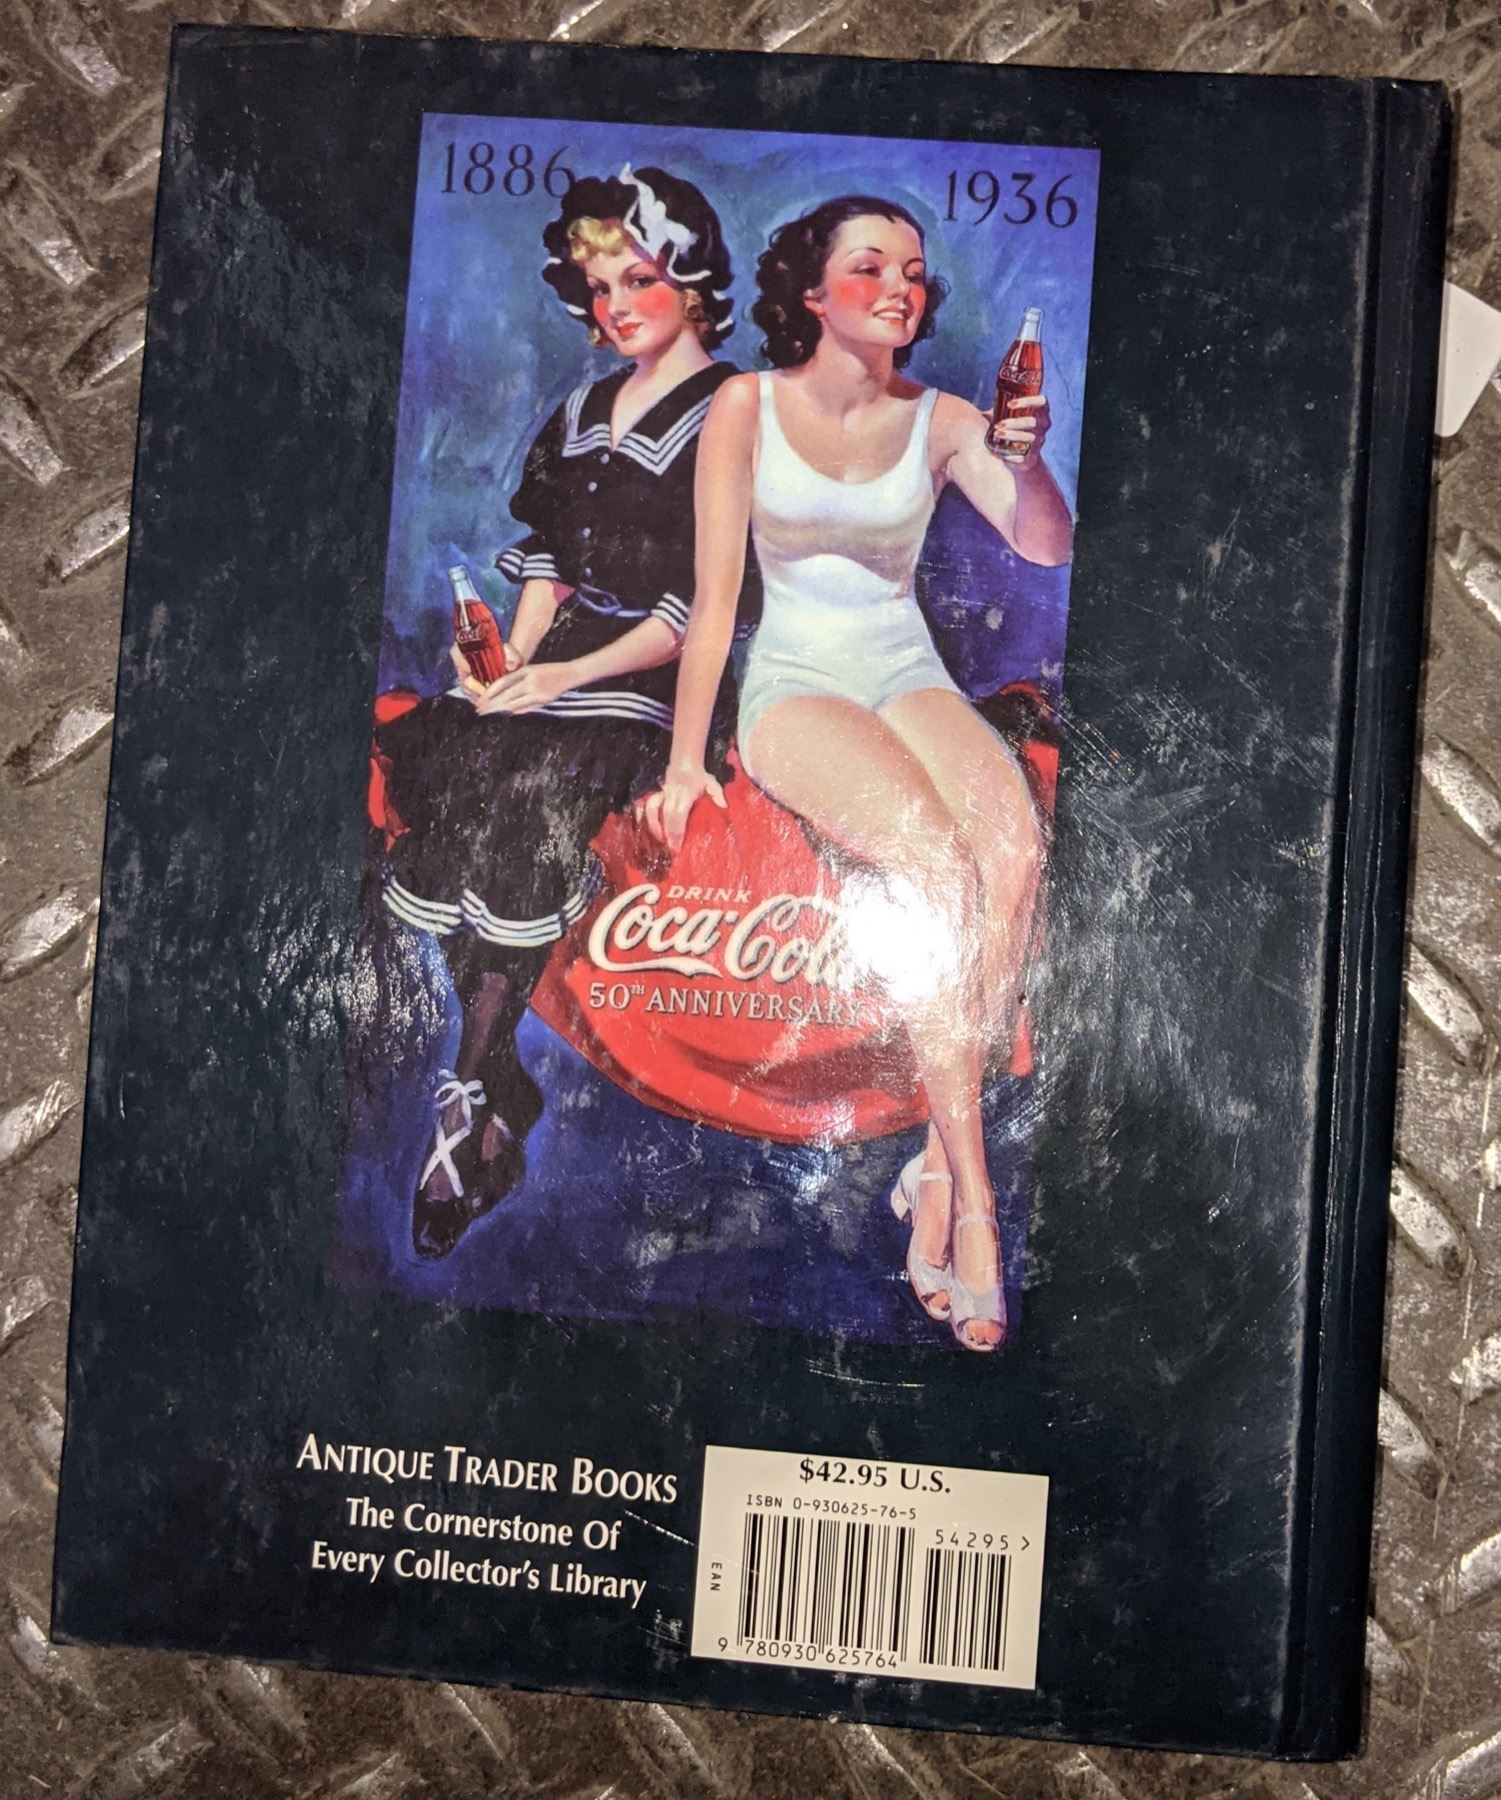 1886
1936
DRINK
Coca-Cola
50TH ANNIVERSARY
ANTIQUE TRADER BOOKS
The Cornerstone Of
Every Collector's Library
$42.95 U.S.
ISBN 0-930625-76-5
54295 >
EAN
9 780930 625764